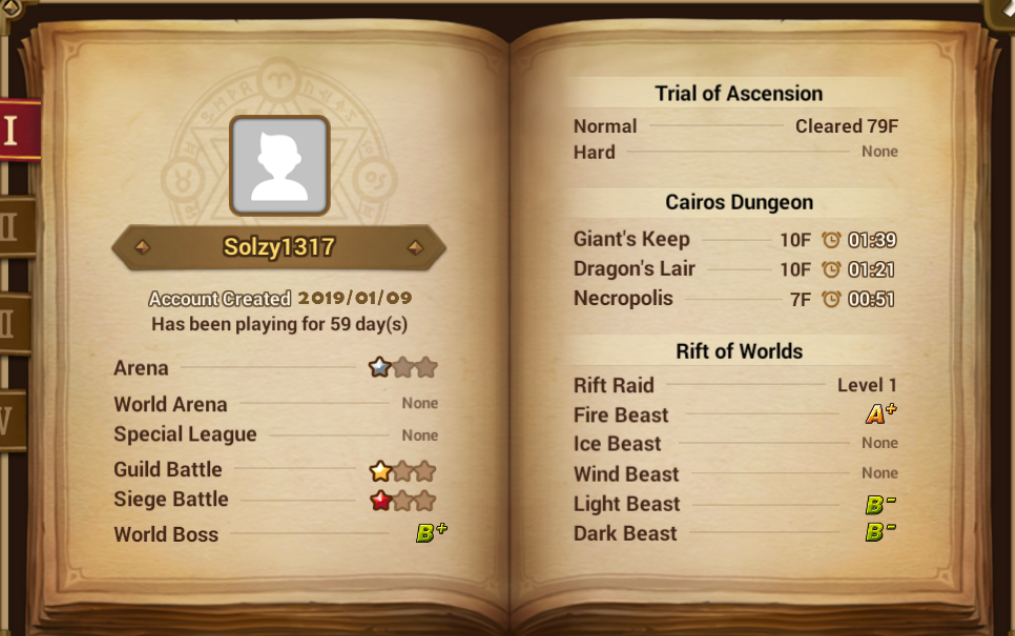 I
II
II
V
Solzy1317
Account Created 2019/01/09
Has been playing for 59 day(s)
Arena
World Arena None
Special League None
Guild Battle
Siege Battle
World Boss B+
Trial of Ascension
Normal Cleared 79F
Hard None
Cairos Dungeon
Giant's Keep 10F 01:39
Dragon's Lair 10F 01:21
Necropolis 7F 00:51
Rift of Worlds
Rift Raid Level 1
Fire Beast A+
Ice Beast None
Wind Beast None
Light Beast B-
Dark Beast B-